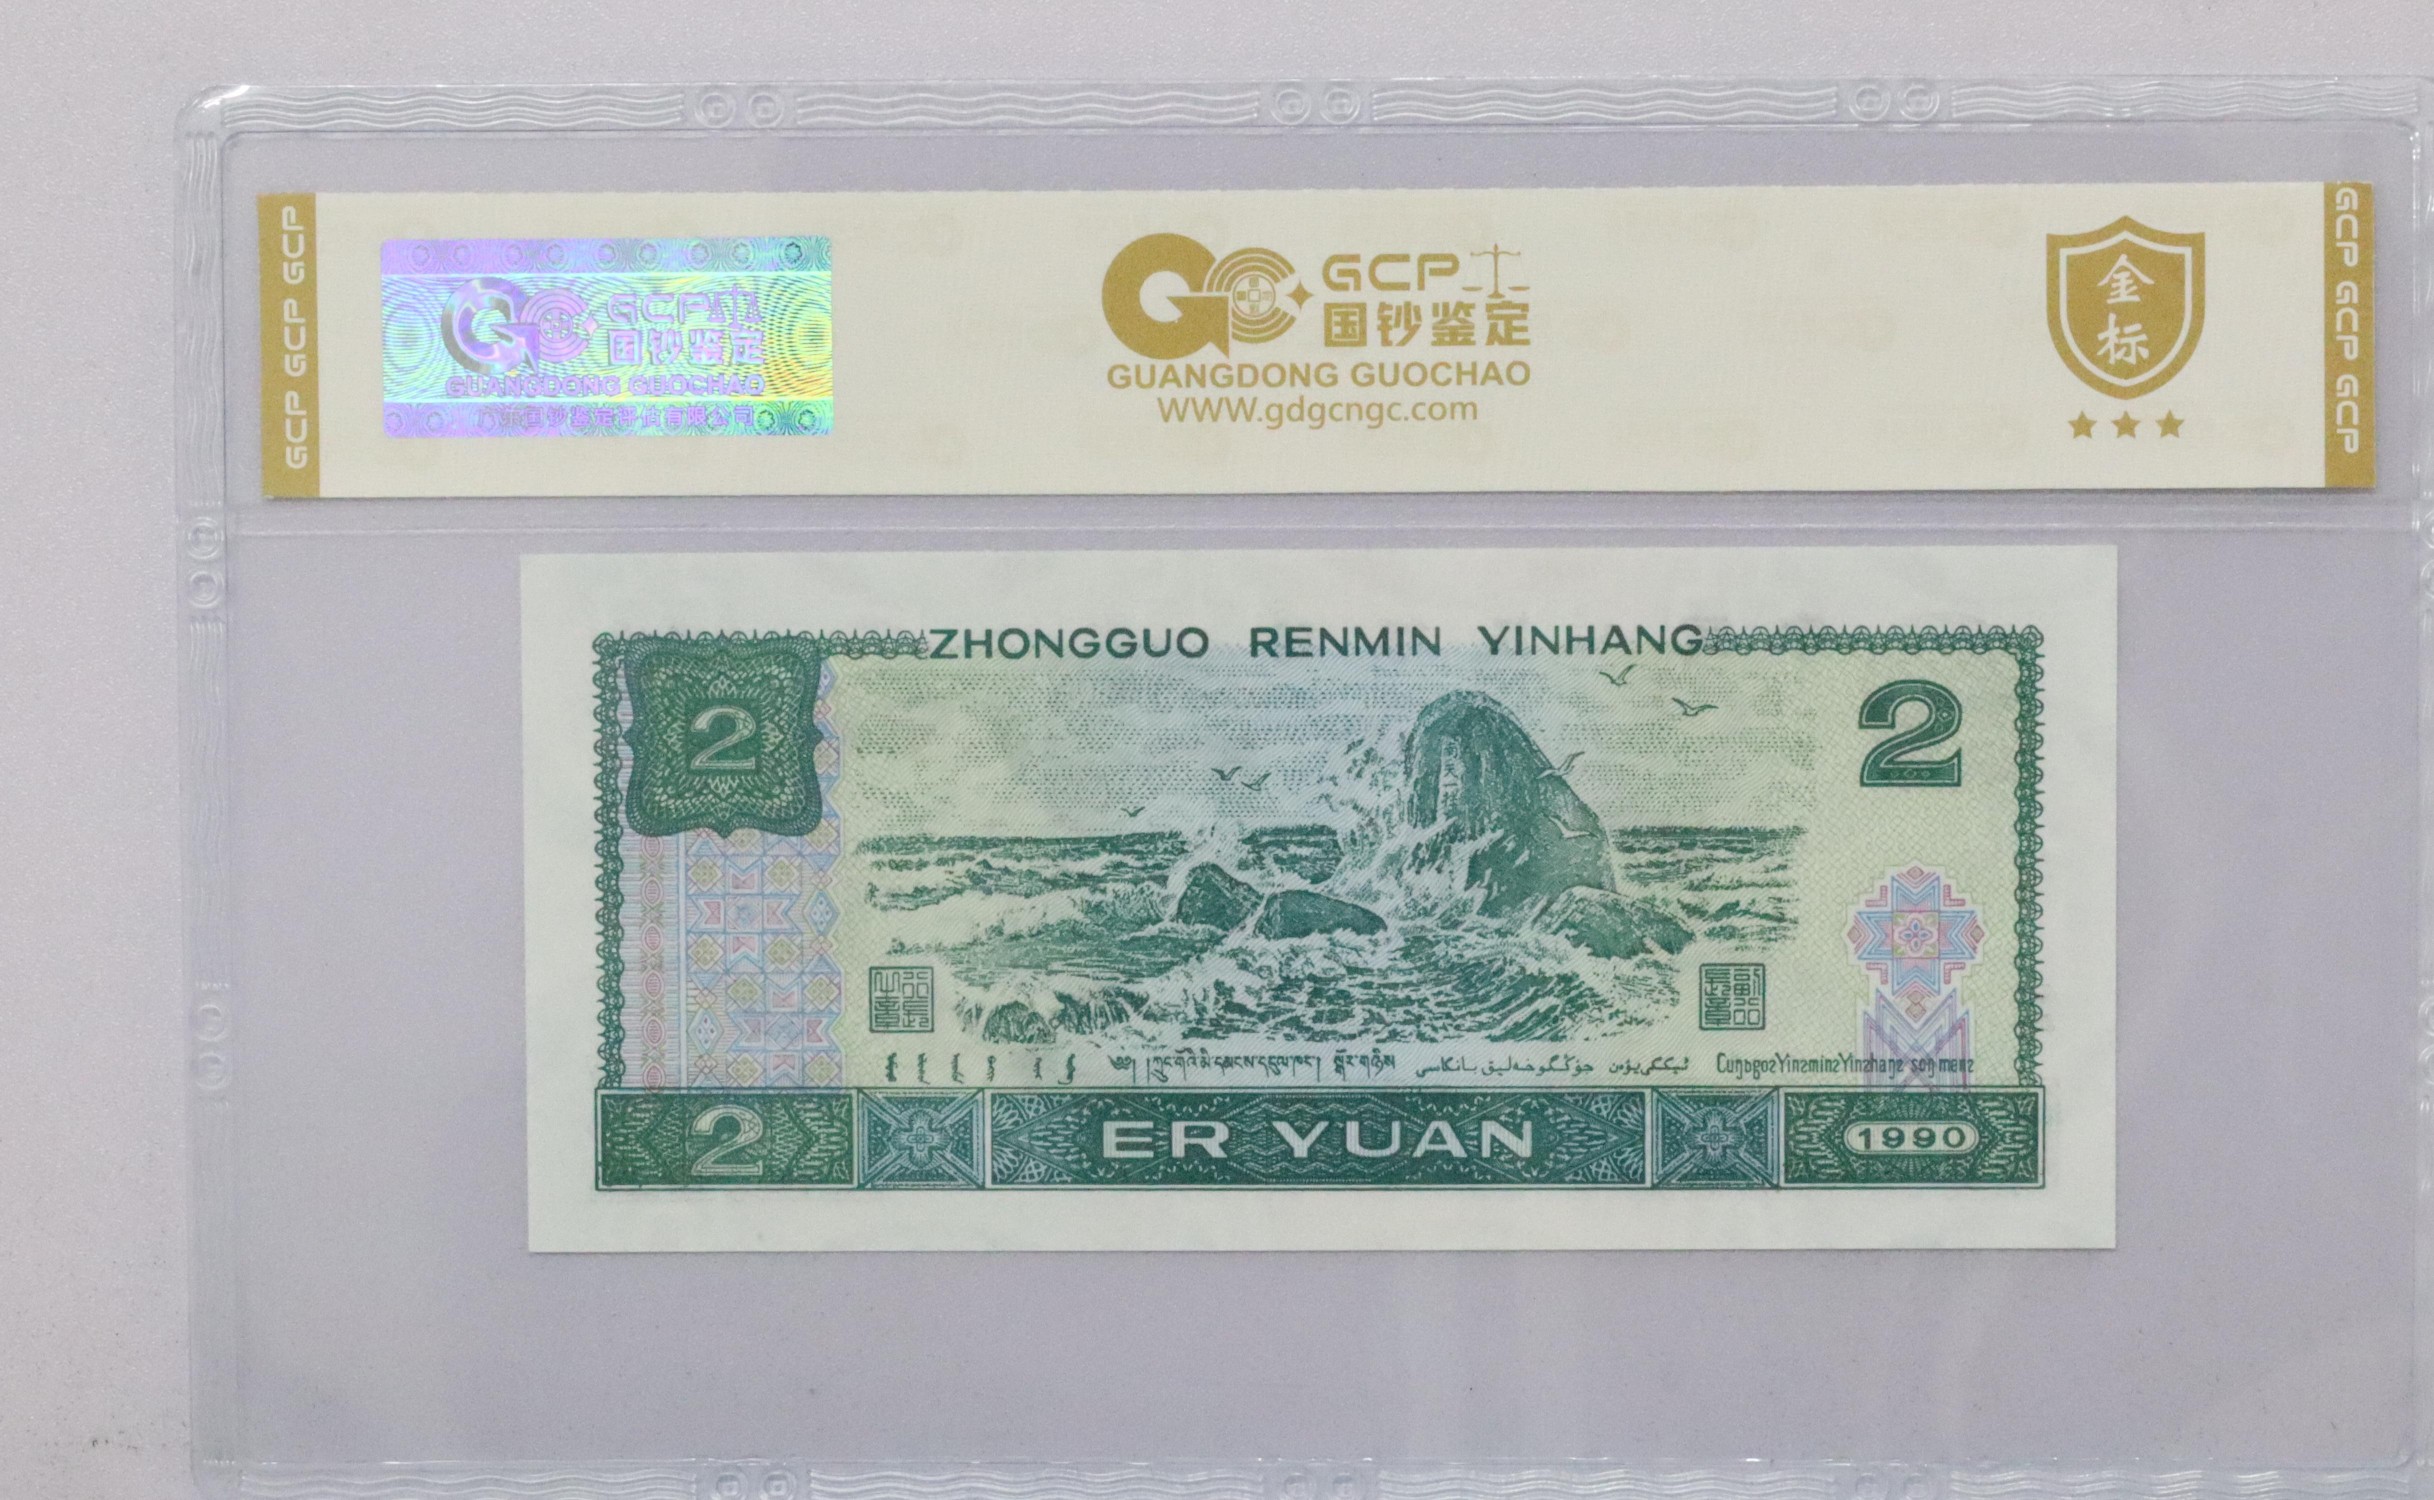 GCP GCP GCP
GCP
国钞鉴定
GUANGDONG GUOCHAO
广东国钞鉴定评估有限公司
GCP
国钞鉴定
GUANGDONG GUOCHAO
WWW.gdgcngc.com
金
标
GCP GCP GCP
ZHONGGUO RENMIN YINHANG
2
2
2
ER YUAN
1990